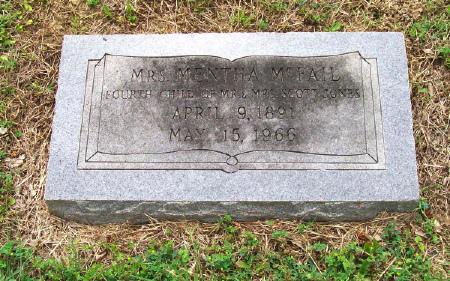 MRS MENTHA MCFAIL
FOURTH CHILD OF MR & MRS. SCOTT JONES
APRIL 9, 1891
MAY 15, 1966